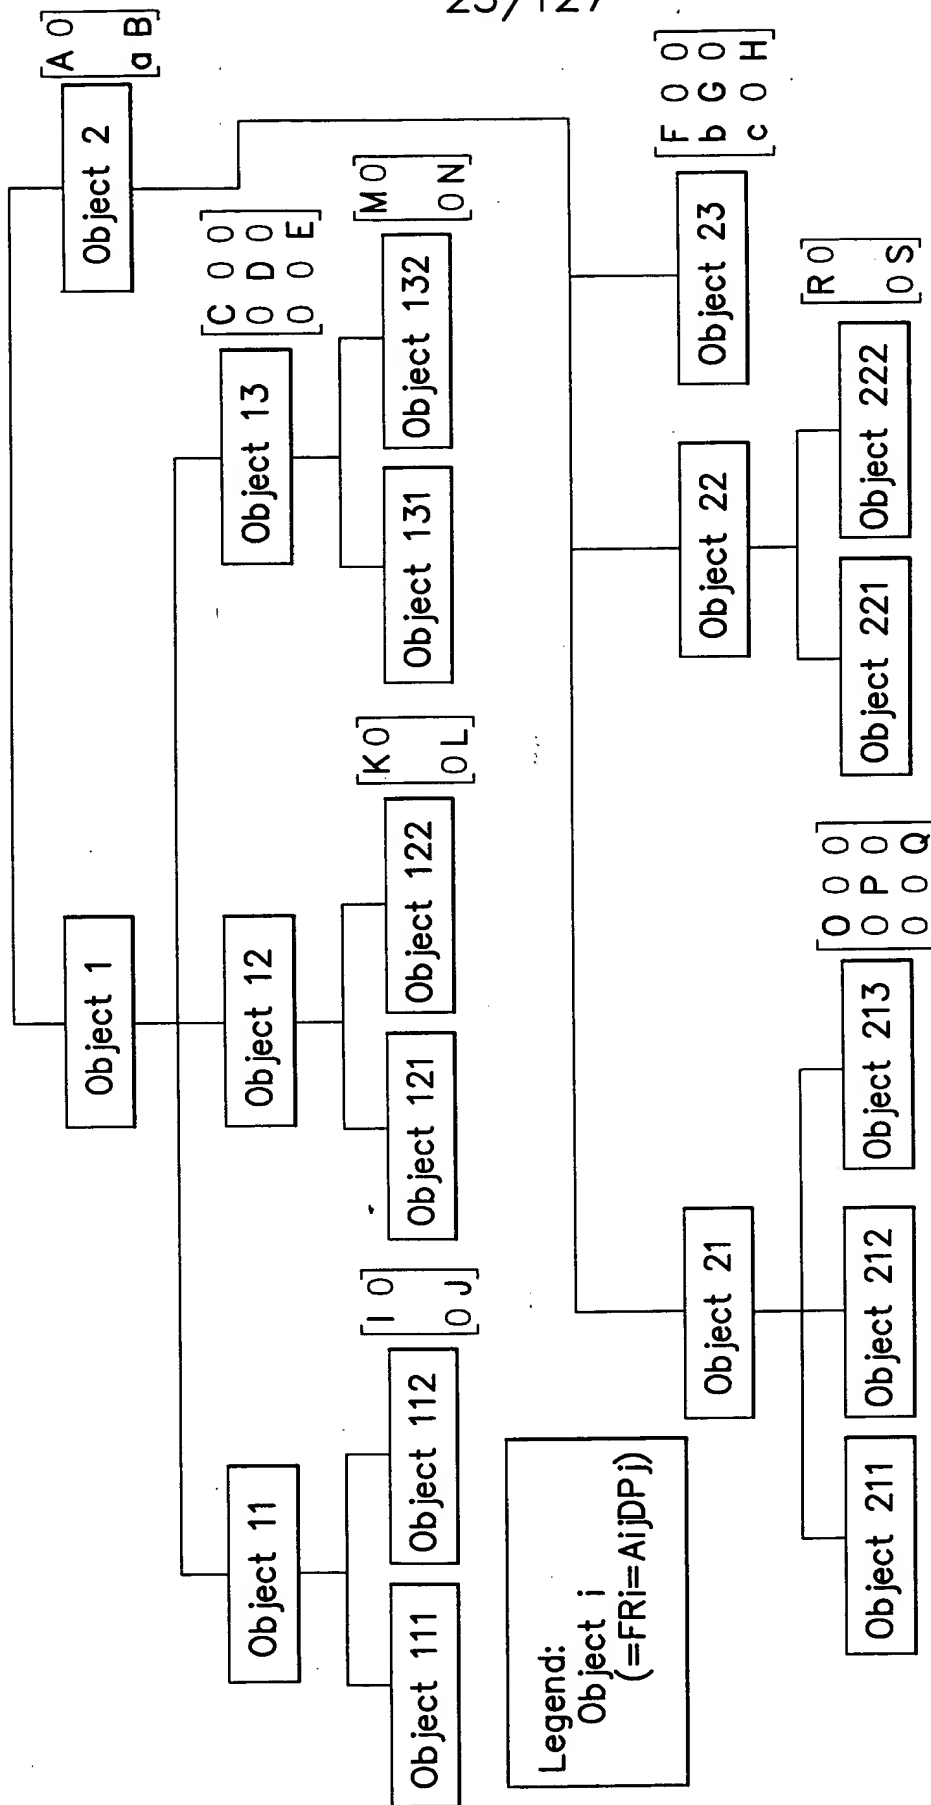 Object 1
Object 2
A 0
a B
Object 11
Object 12
Object 13
C 0 0
0 D 0
0 0 E
Object 111
Object 112
I 0
0 J
Object 121
Object 122
K 0
0 L
Object 131
Object 132
M 0
0 N
Legend:
Object i
(=FRi=AijDPj)
Object 21
Object 22
Object 23
F 0 0
b G 0
c 0 H
Object 211
Object 212
Object 213
O 0 0
0 P 0
0 0 Q
Object 221
Object 222
R 0
0 S